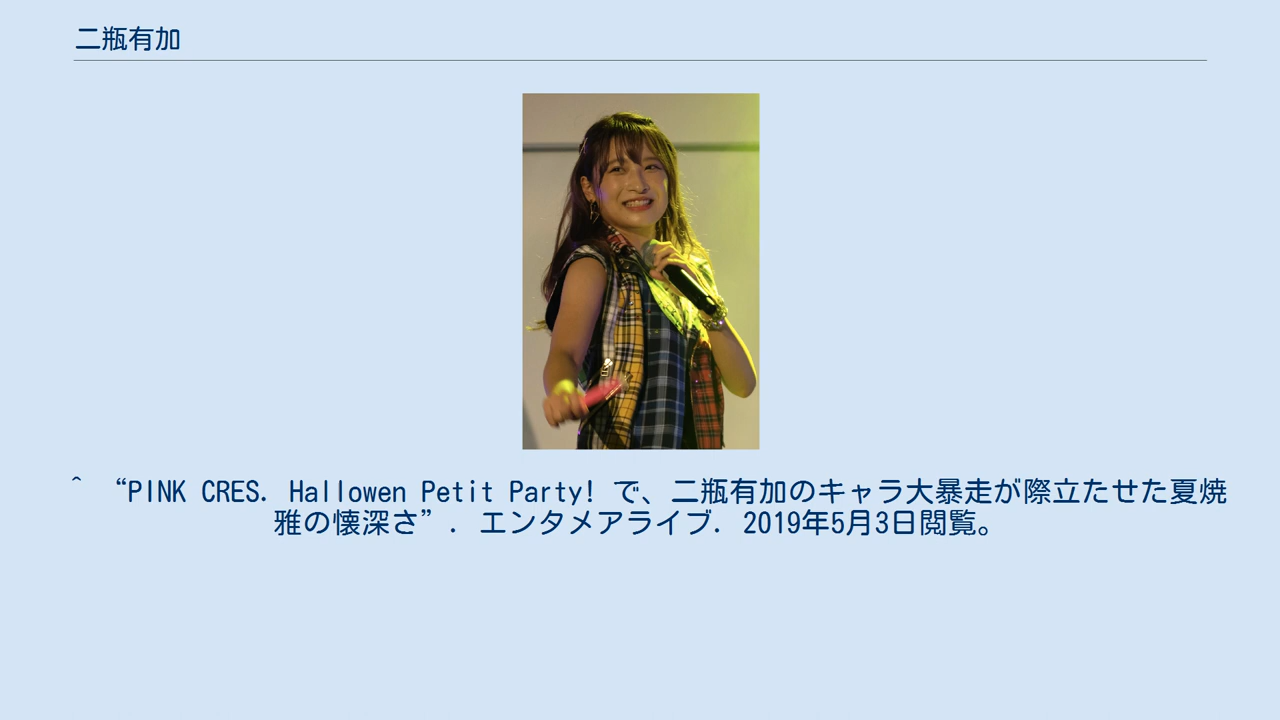 二瓶有加
^ “PINK CRES. Hallowen Petit Party! で、二瓶有加のキャラ大暴走が際立たせた夏焼
雅の懐深さ”. エンタメアライブ. 2019年5月3日閲覧。